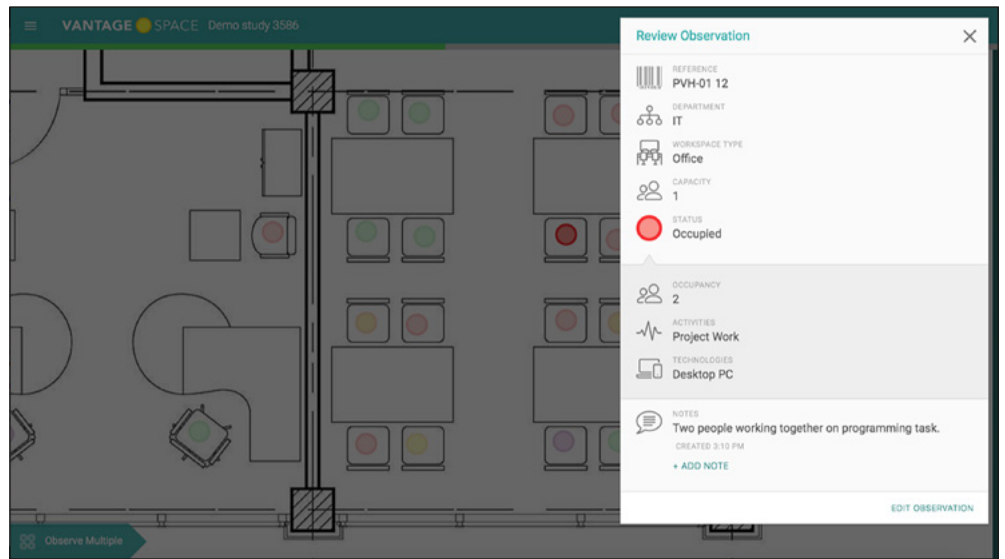 VANTAGE SPACE Demo study 3586
Review Observation
REFERENCE
PVH-01 12
DEPARTMENT
IT
WORKSPACE TYPE
Office
CAPACITY
1
STATUS
Occupied
OCCUPANCY
2
ACTIVITIES
Project Work
TECHNOLOGIES
Desktop PC
NOTES
Two people working together on programming task.
CREATED 3:10 PM
+ ADD NOTE
EDIT OBSERVATION
Observe Multiple